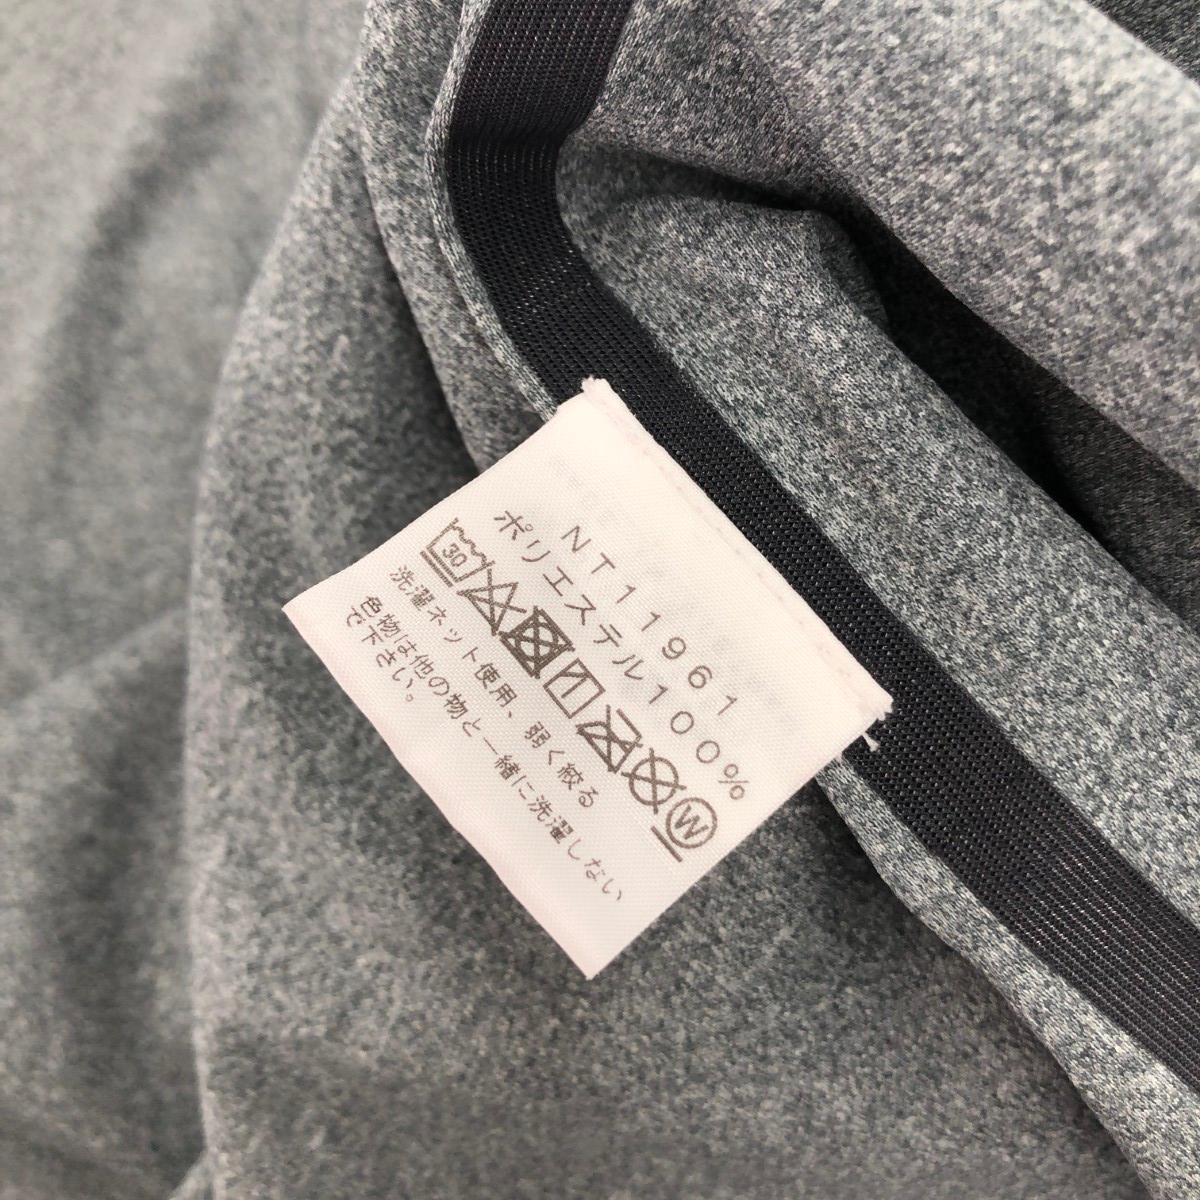 NT11961
ポリエステル100%
30 W
洗濯ネット使用、弱く絞る
色物は他の物と一緒に洗濯しない
で下さい。